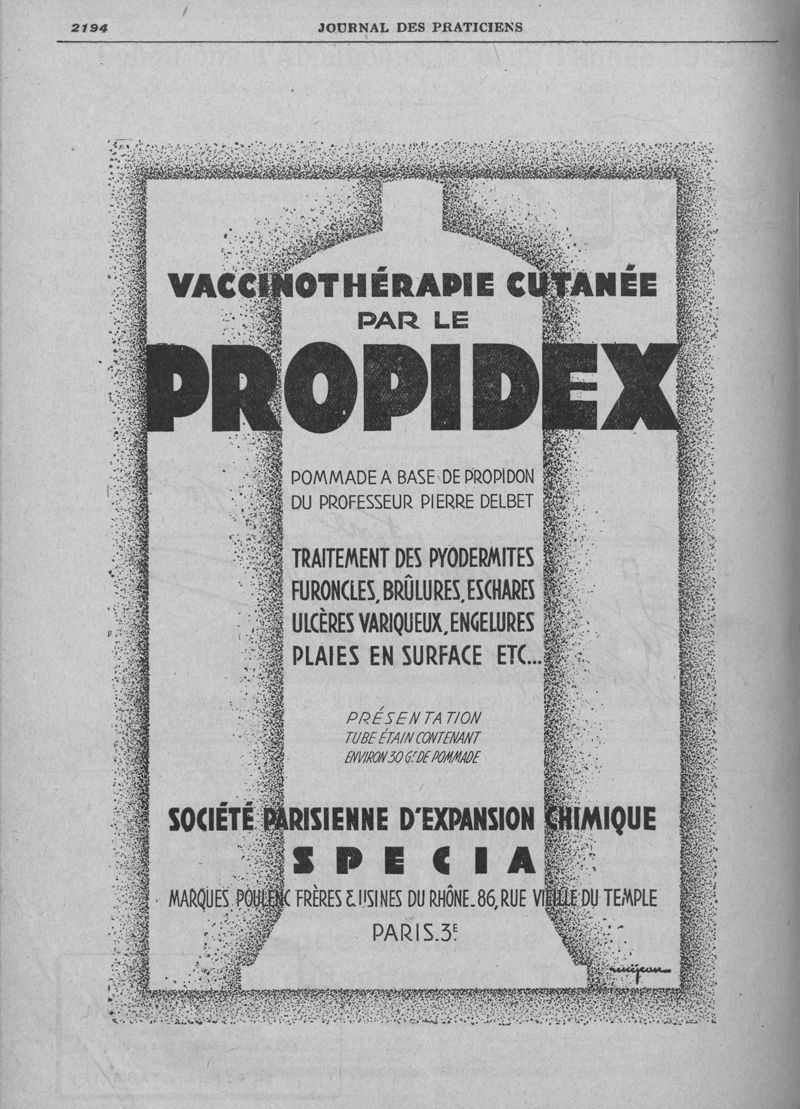 2194
JOURNAL DES PRATICIENS
VACCINOTHÉRAPIE CUTANÉE
PAR LE
PROPIDEX
POMMADE A BASE DE PROPIDON
DU PROFESSEUR PIERRE DELBET
TRAITEMENT DES PYODERMITES
FURONCLES, BRÛLURES, ESCHARES
ULCÈRES VARIQUEUX, ENGELURES
PLAIES EN SURFACE ETC...
PRÉSENTATION
TUBE ÉTAIN CONTENANT
ENVIRON 30 Gr DE POMMADE
SOCIÉTÉ PARISIENNE D'EXPANSION CHIMIQUE
SPECIA
MARQUES POULENC FRÈRES & USINES DU RHÔNE_86, RUE VIEILLE DU TEMPLE
PARIS_3E